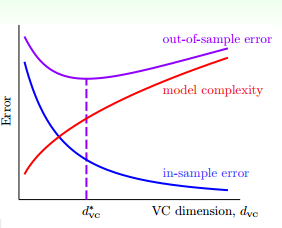 out-of-sample error
model complexity
Error
in-sample error
d*vc
VC dimension, dvc